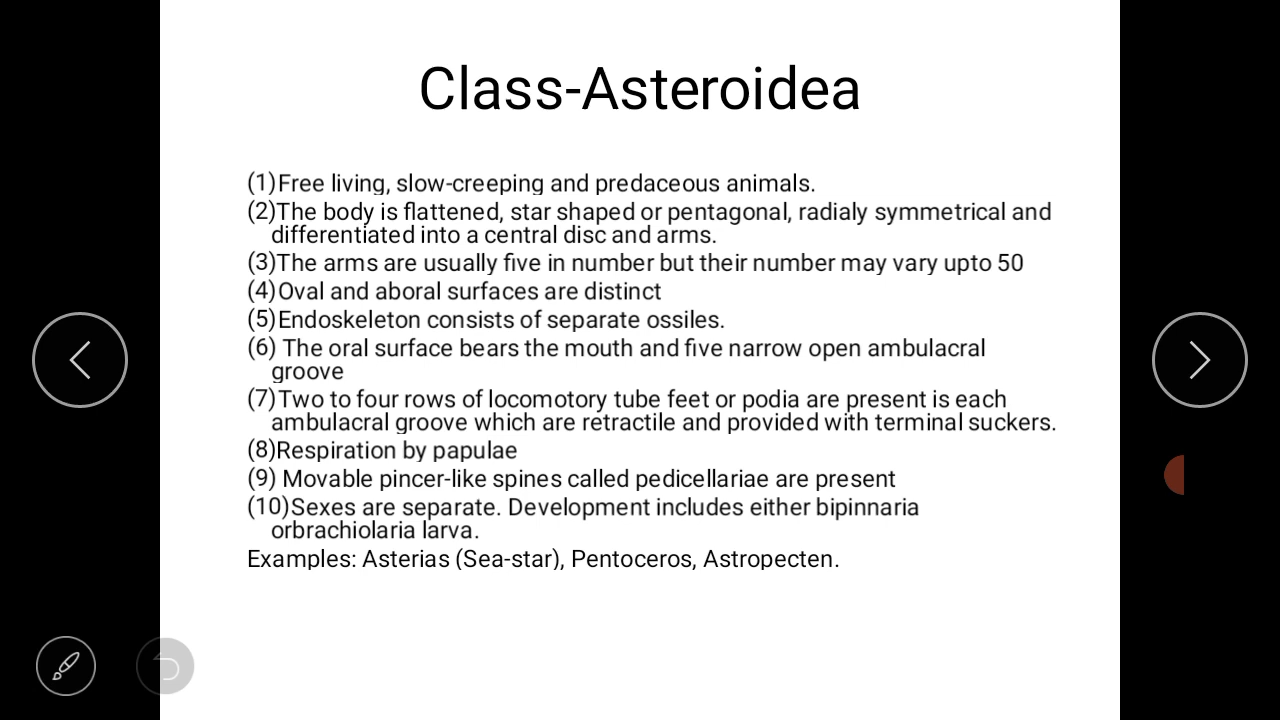 Class-Asteroidea
(1)Free living, slow-creeping and predaceous animals.
(2)The body is flattened, star shaped or pentagonal, radialy symmetrical and
differentiated into a central disc and arms.
(3)The arms are usually five in number but their number may vary upto 50
(4)Oval and aboral surfaces are distinct
(5)Endoskeleton consists of separate ossiles.
(6) The oral surface bears the mouth and five narrow open ambulacral
groove
(7)Two to four rows of locomotory tube feet or podia are present is each
ambulacral groove which are retractile and provided with terminal suckers.
(8)Respiration by papulae
(9) Movable pincer-like spines called pedicellariae are present
(10)Sexes are separate. Development includes either bipinnaria
orbrachiolaria larva.
Examples: Asterias (Sea-star), Pentoceros, Astropecten.